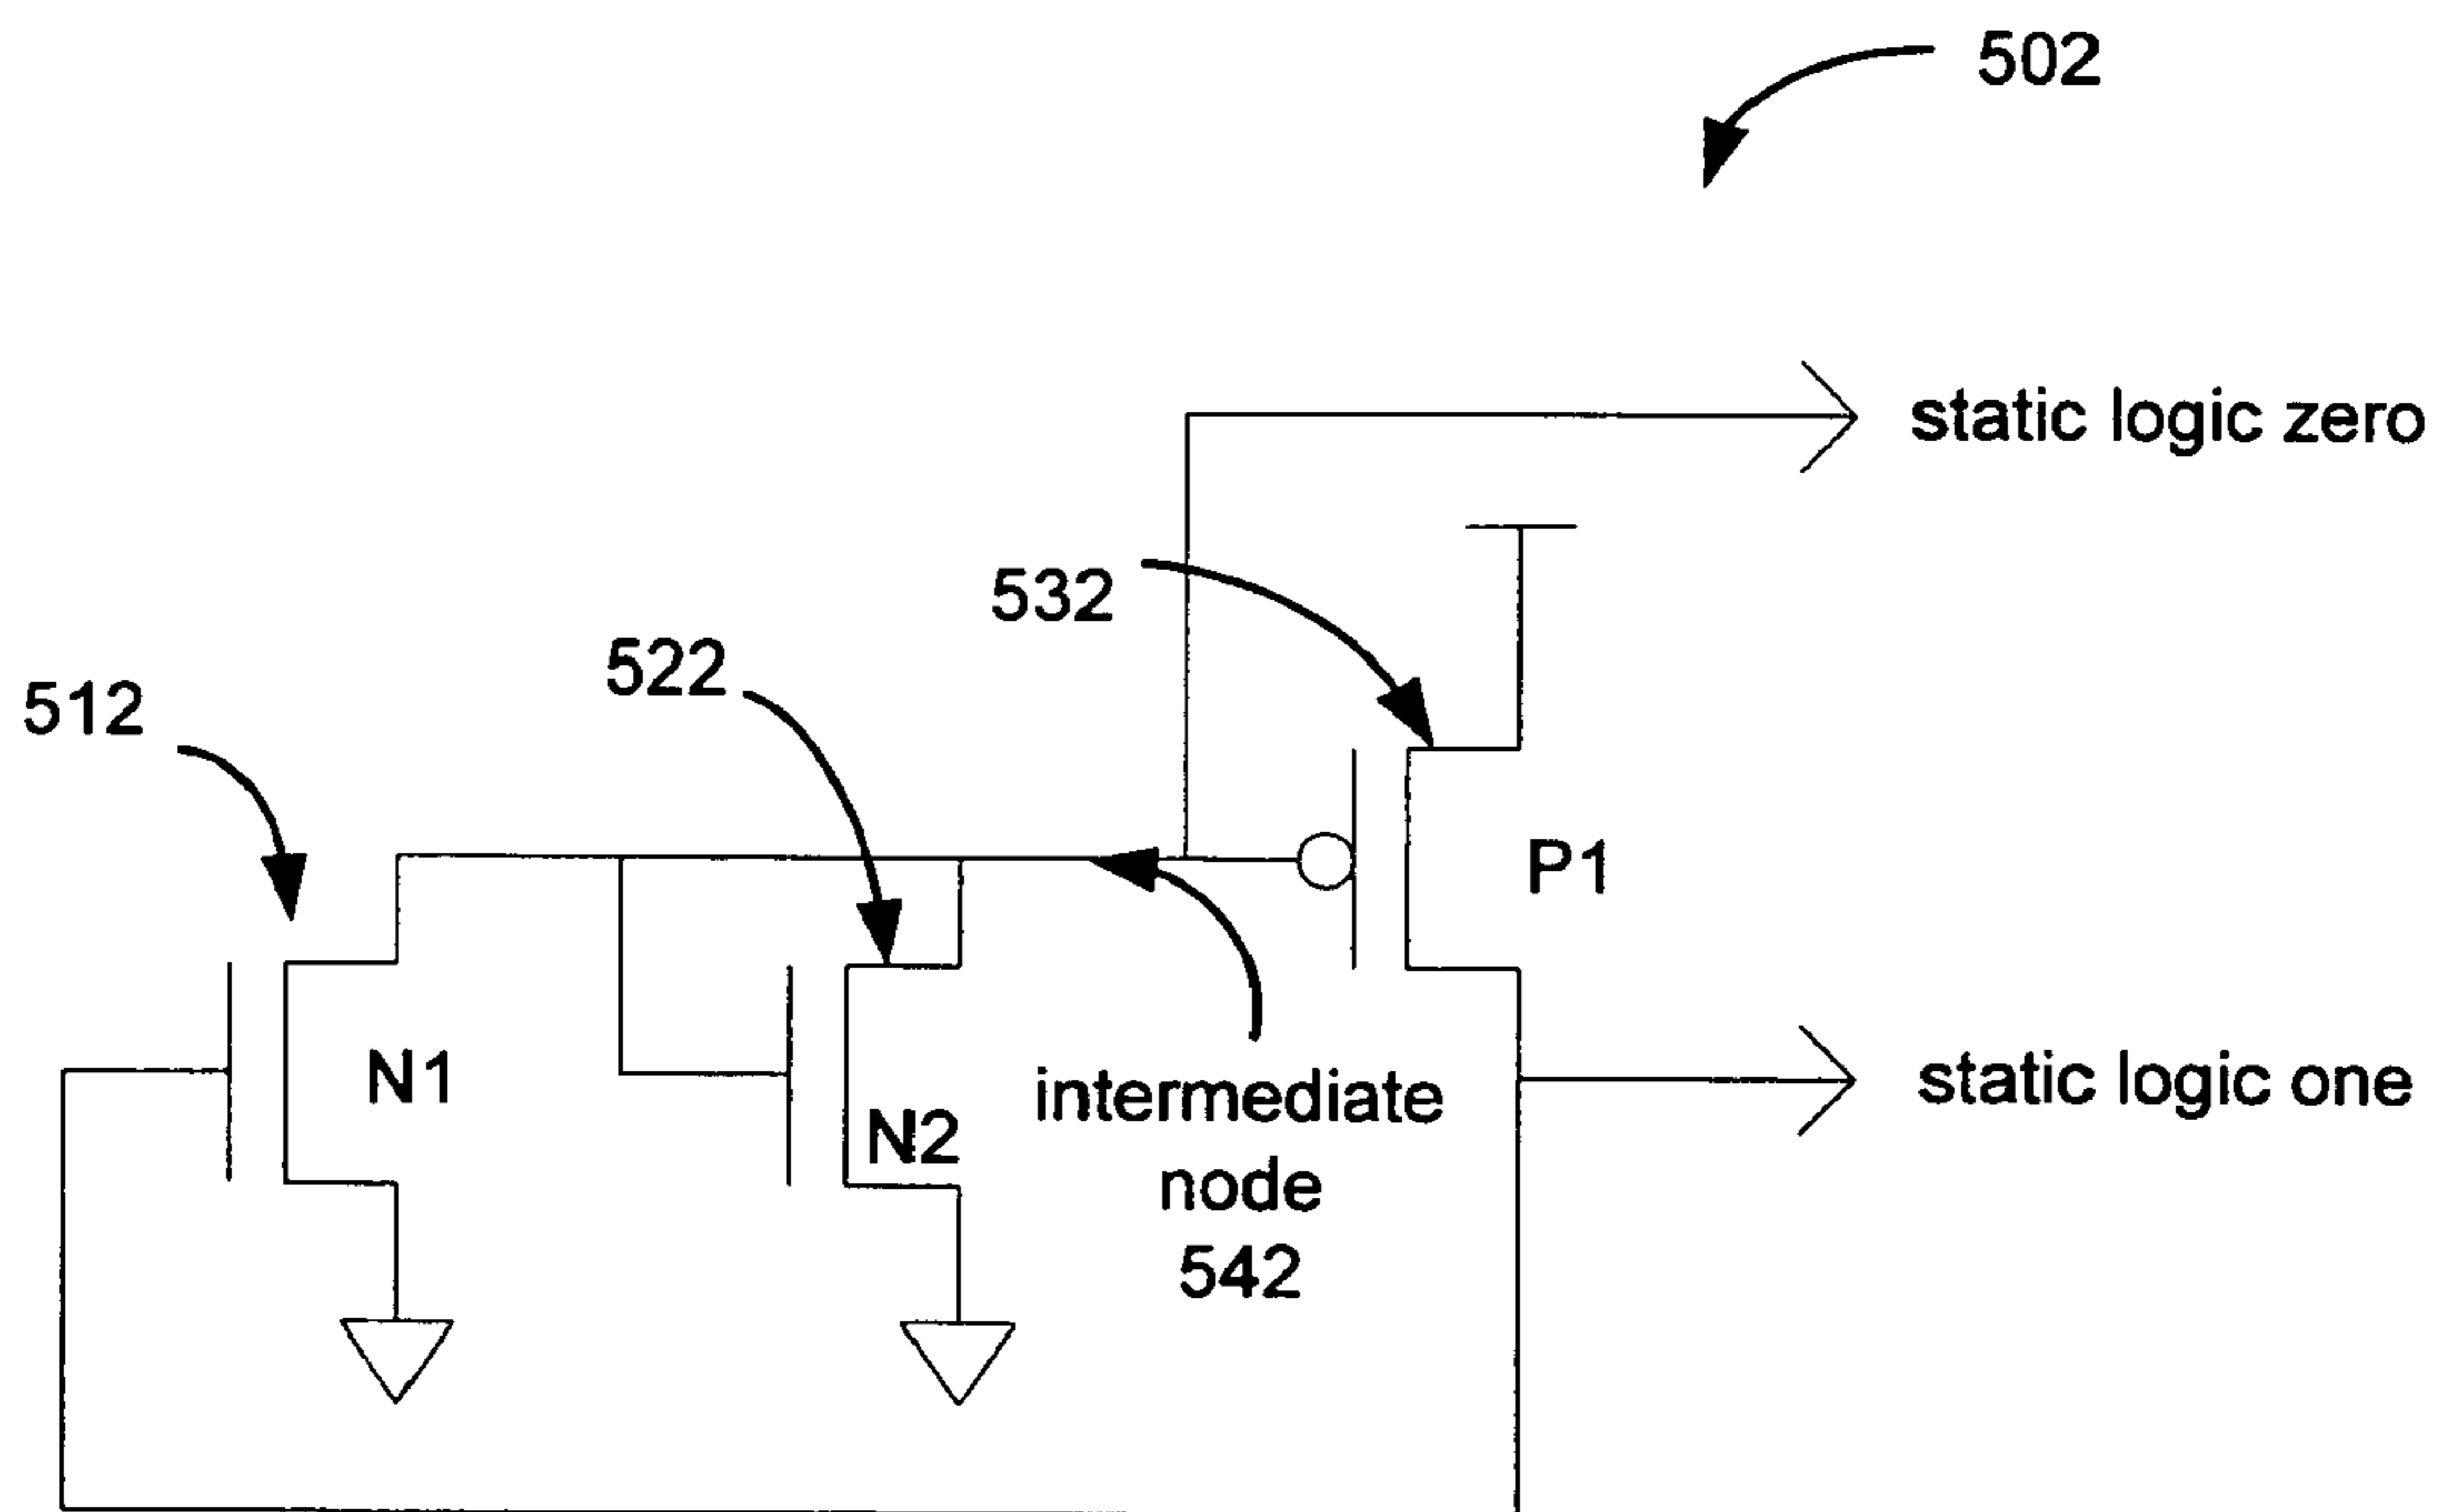 502
static logic zero
532
522
512
P1
N1
N2
intermediate
node
542
static logic one